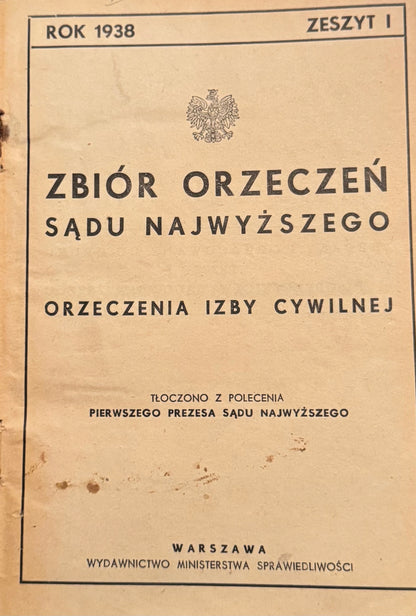 ROK 1938 ZESZYT I
ZBIÓR ORZECZEŃ
SĄDU NAJWYŻSZEGO
ORZECZENIA IZBY CYWILNEJ
TŁOCZONO Z POLECENIA
PIERWSZEGO PREZESA SĄDU NAJWYŻSZEGO
WARSZAWA
WYDAWNICTWO MINISTERSTWA SPRAWIEDLIWOŚCI